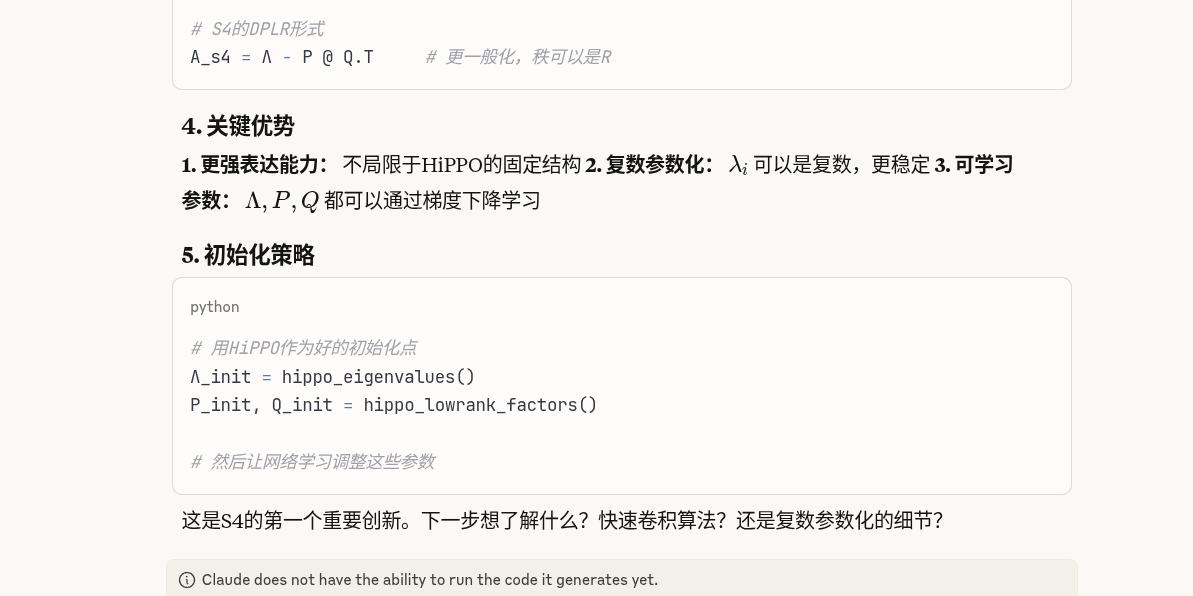 # S4的DPLR形式
A_s4 = Λ - P @ Q.T     # 更一般化，秩可以是R
4. 关键优势
1. 更强表达能力： 不局限于HiPPO的固定结构 2. 复数参数化： λᵢ 可以是复数，更稳定 3. 可学习
参数： Λ, P, Q 都可以通过梯度下降学习
5. 初始化策略
python
# 用HiPPO作为好的初始化点
Λ_init = hippo_eigenvalues()
P_init, Q_init = hippo_lowrank_factors()
# 然后让网络学习调整这些参数
这是S4的第一个重要创新。下一步想了解什么？快速卷积算法？还是复数参数化的细节？
Claude does not have the ability to run the code it generates yet.